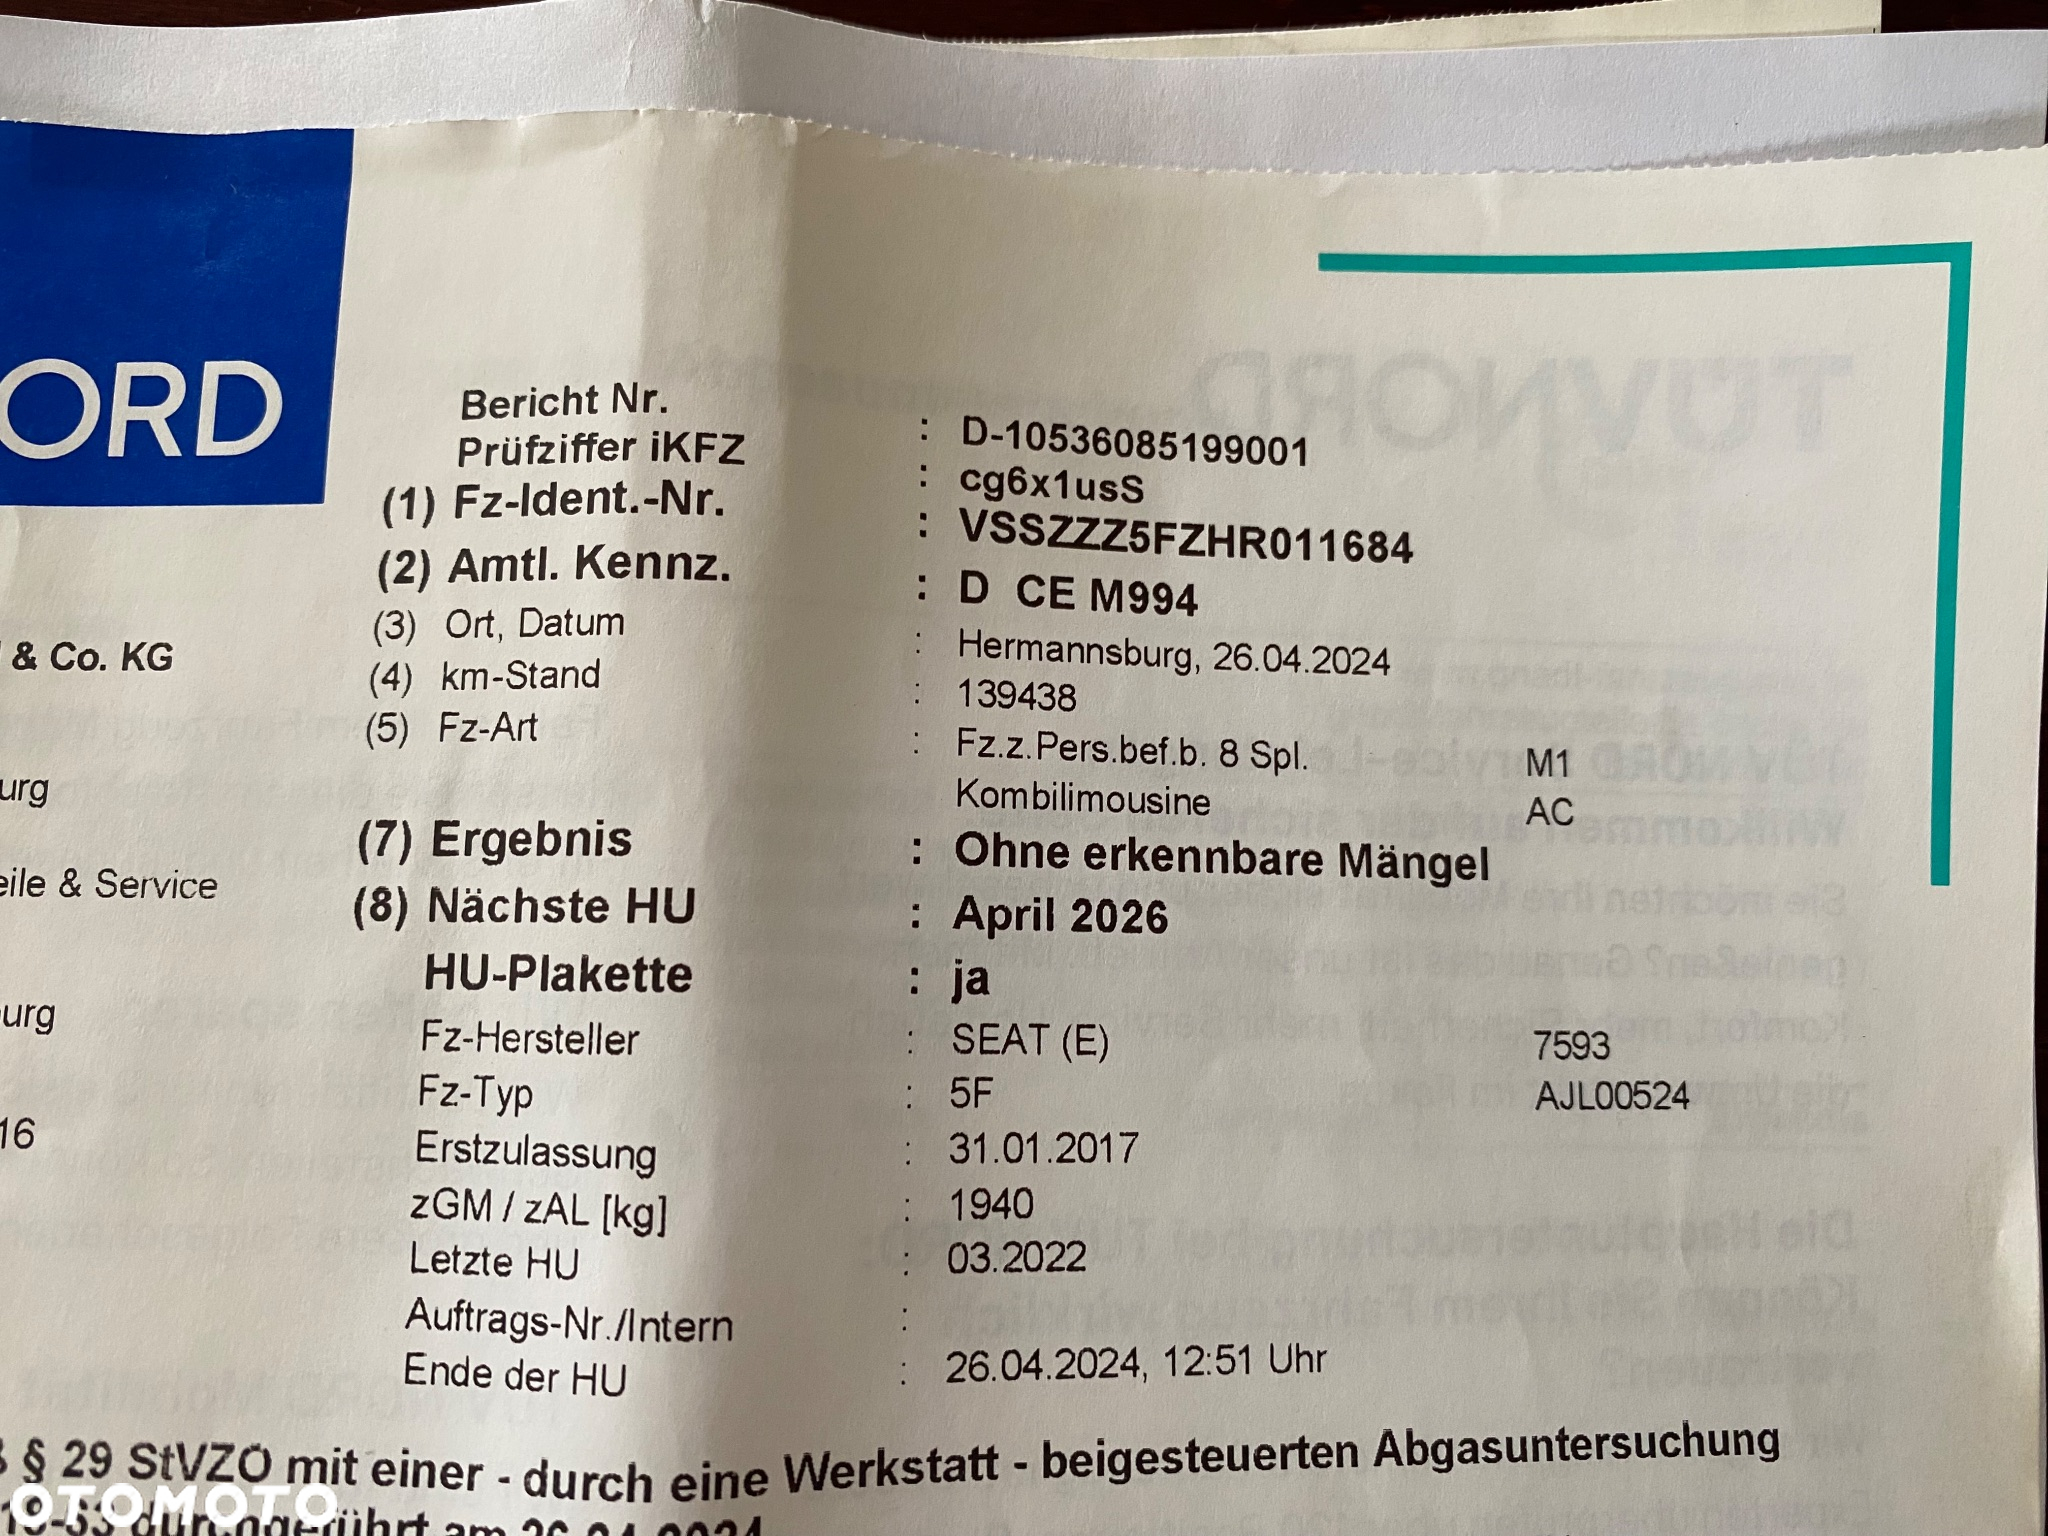 ORD
Bericht Nr. : D-10536085199001
Prüfziffer iKFZ : cg6x1usS
(1) Fz-Ident.-Nr. : VSSZZZ5FZHR011684
(2) Amtl. Kennz. : D CE M994
(3) Ort, Datum : Hermannsburg, 26.04.2024
& Co. KG
(4) km-Stand : 139438
(5) Fz-Art : Fz.z.Pers.bef.b. 8 Spl. M1
Kombilimousine AC
urg
(7) Ergebnis : Ohne erkennbare Mängel
eile & Service
(8) Nächste HU : April 2026
HU-Plakette : ja
urg
Fz-Hersteller : SEAT (E) 7593
Fz-Typ : 5F AJL00524
16
Erstzulassung : 31.01.2017
zGM / zAL [kg] : 1940
Letzte HU : 03.2022
Auftrags-Nr./Intern :
Ende der HU : 26.04.2024, 12:51 Uhr
§ 29 StVZO mit einer - durch eine Werkstatt - beigesteuerten Abgasuntersuchung
durchgeführt am 26.04.2024
OTOMOTO